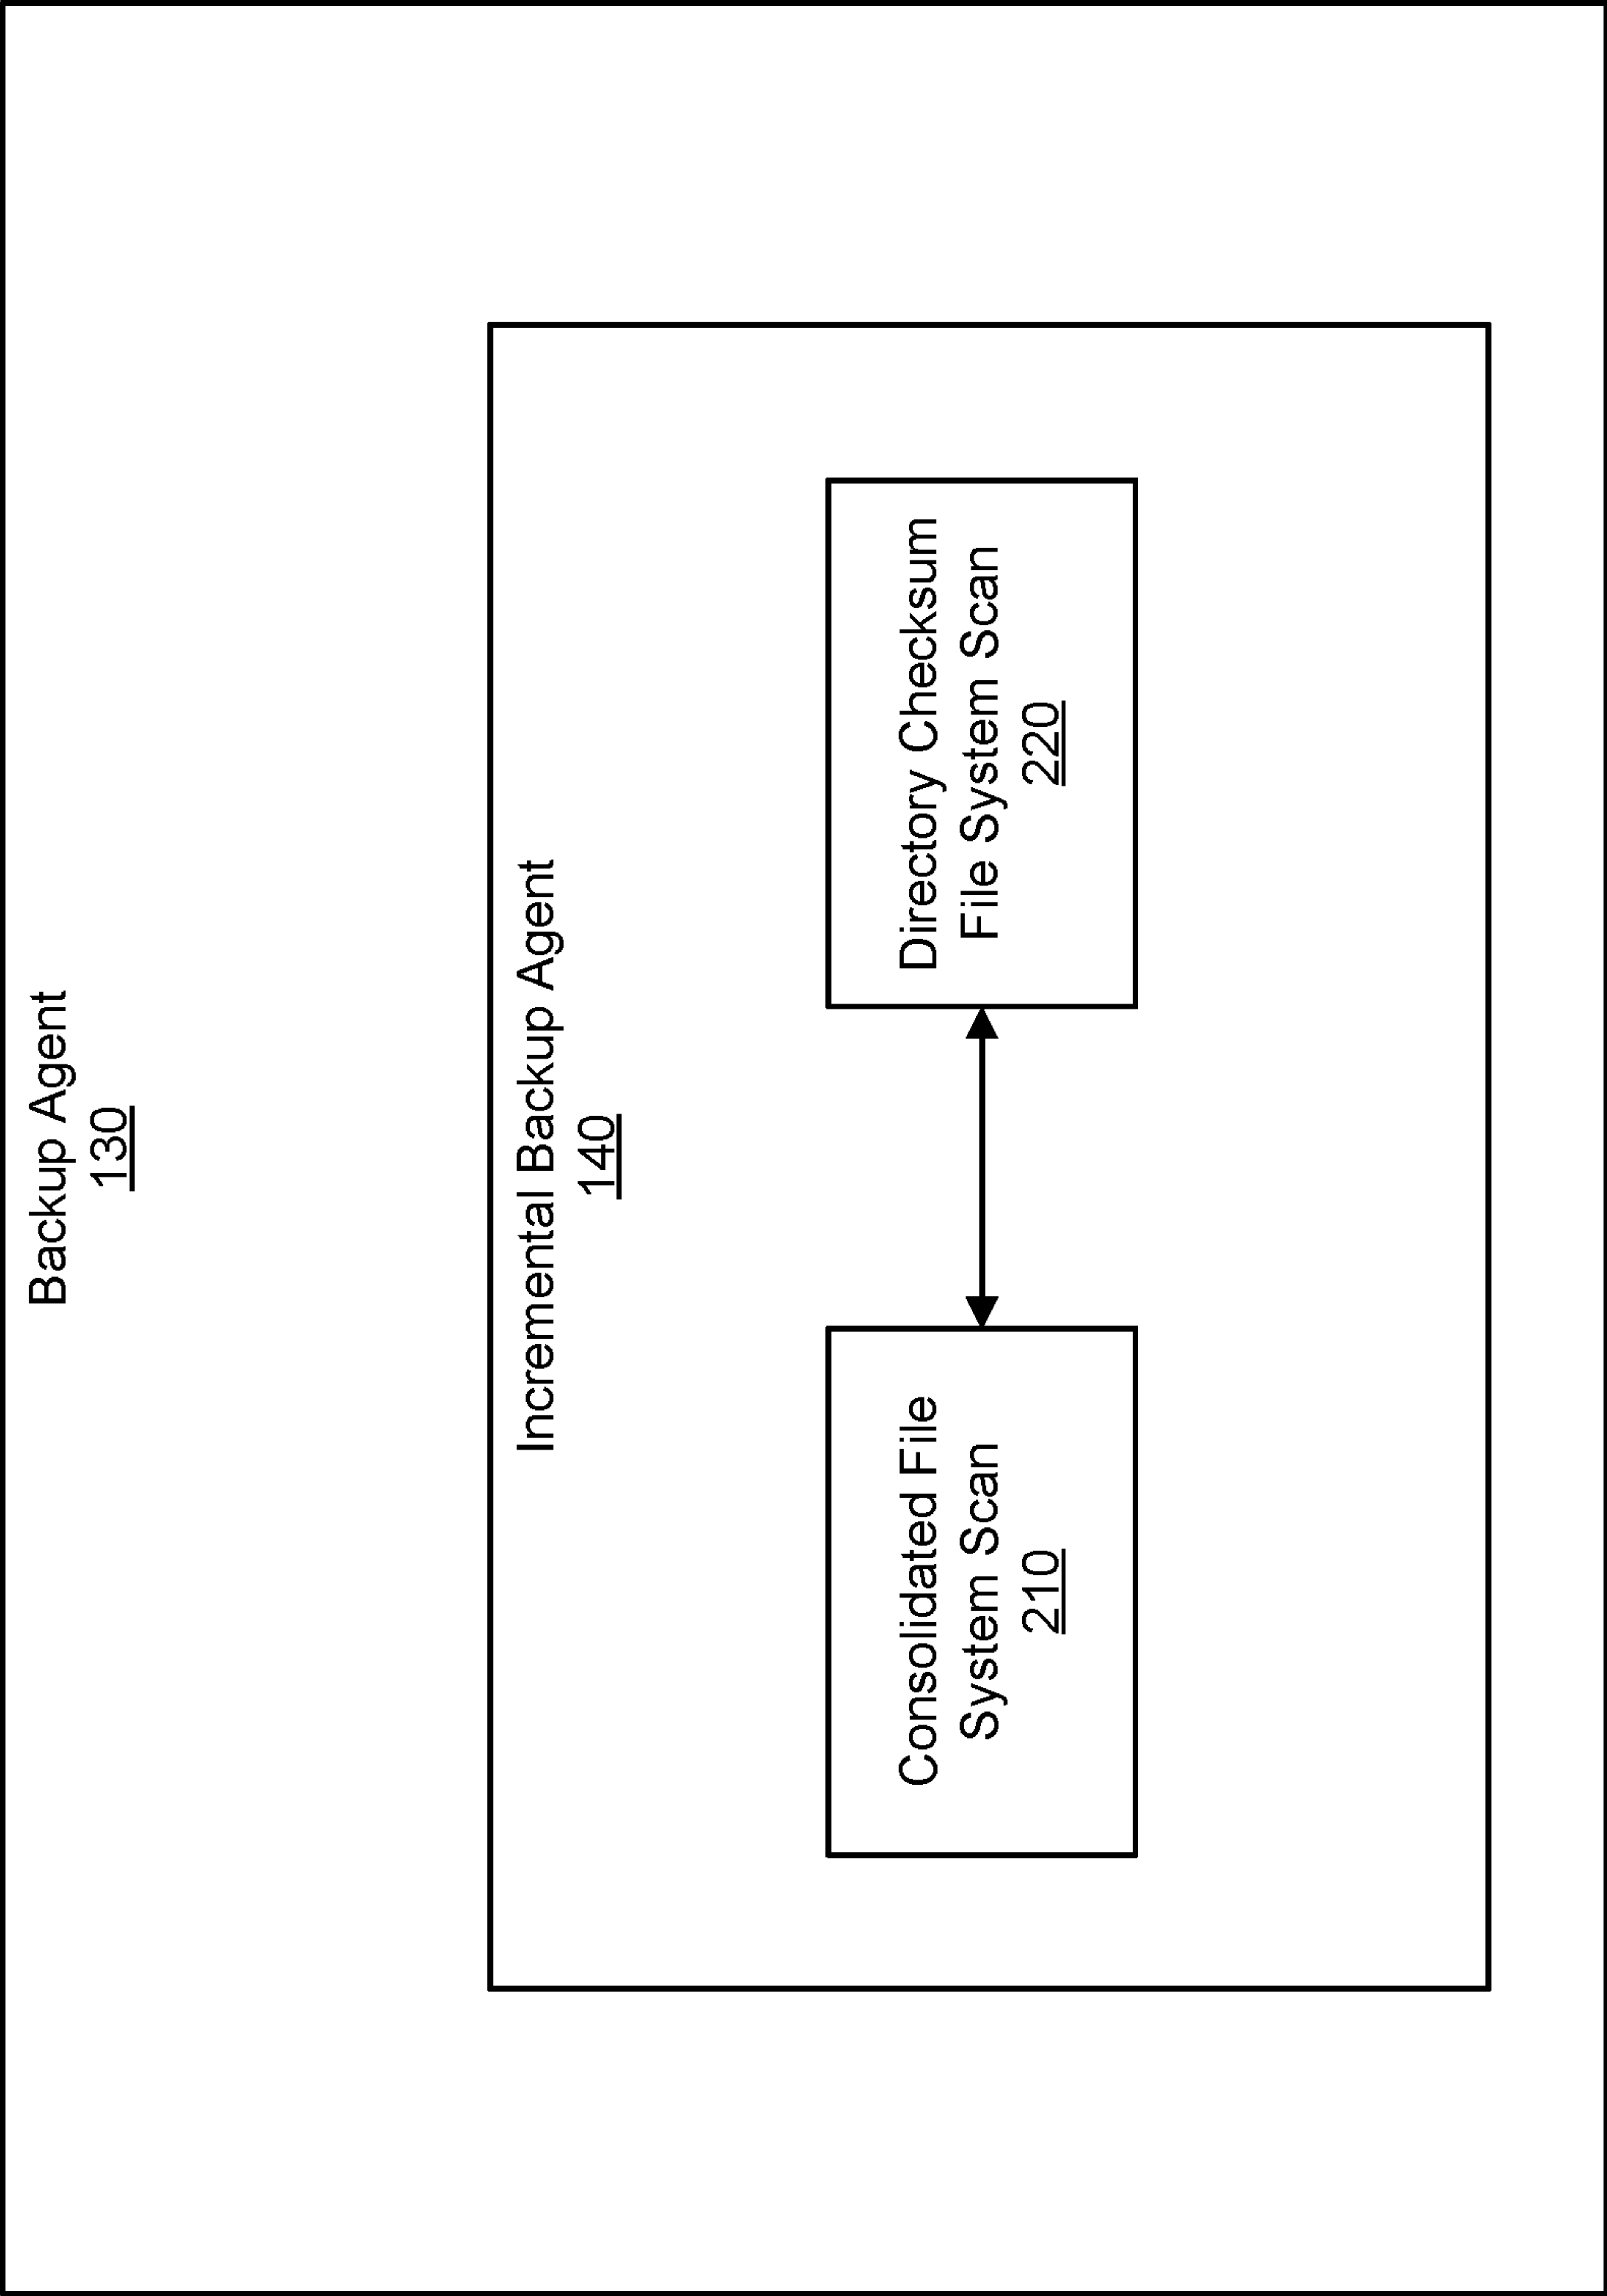 Backup Agent
130
Incremental Backup Agent
140
Consolidated File
System Scan
210
Directory Checksum
File System Scan
220